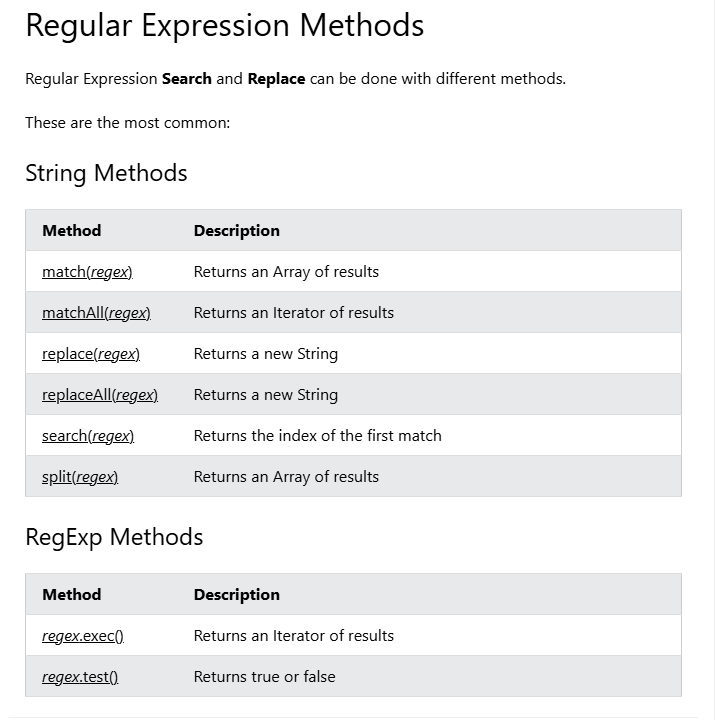 Regular Expression Methods
Regular Expression Search and Replace can be done with different methods.
These are the most common:
String Methods
Method Description
match(regex) Returns an Array of results
matchAll(regex) Returns an Iterator of results
replace(regex) Returns a new String
replaceAll(regex) Returns a new String
search(regex) Returns the index of the first match
split(regex) Returns an Array of results
RegExp Methods
Method Description
regex.exec() Returns an Iterator of results
regex.test() Returns true or false